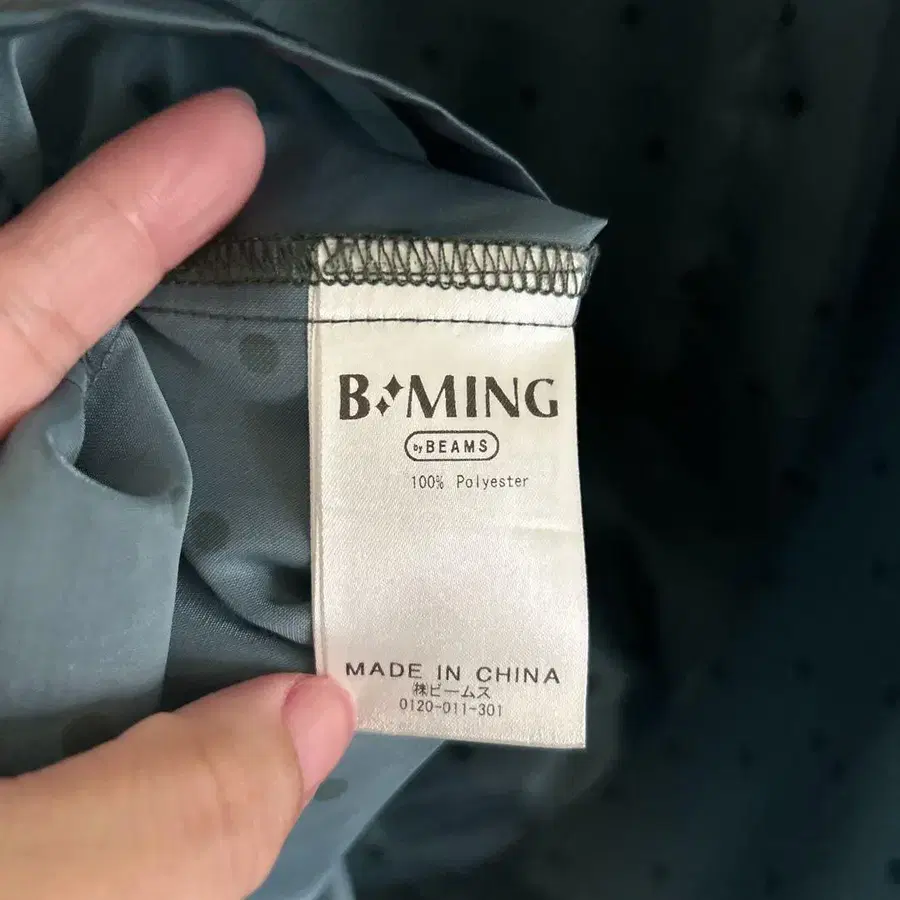 B:MING
by BEAMS
100% Polyester
MADE IN CHINA
㈱ビームス
0120-011-301